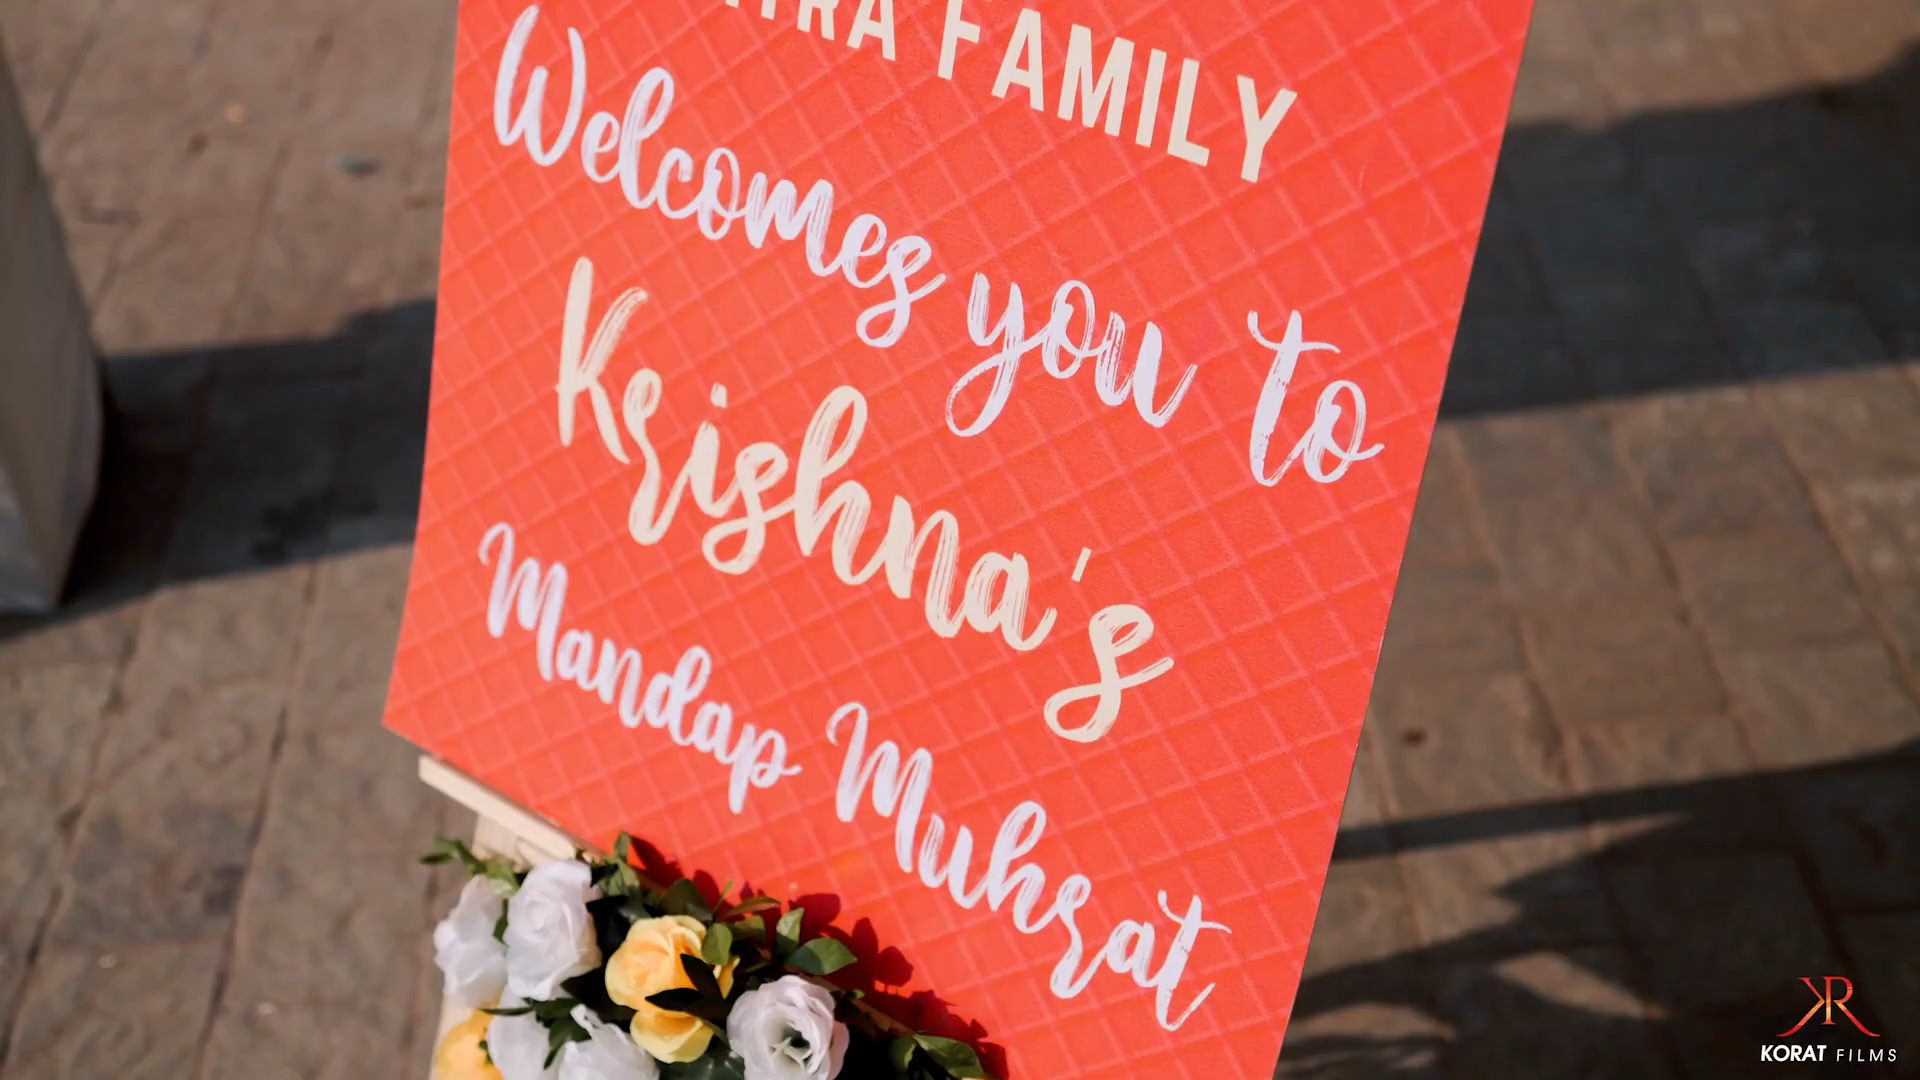 FAMILY
Welcomes you to
Krishna's
Mandap Muhrat
KR
KORAT FILMS